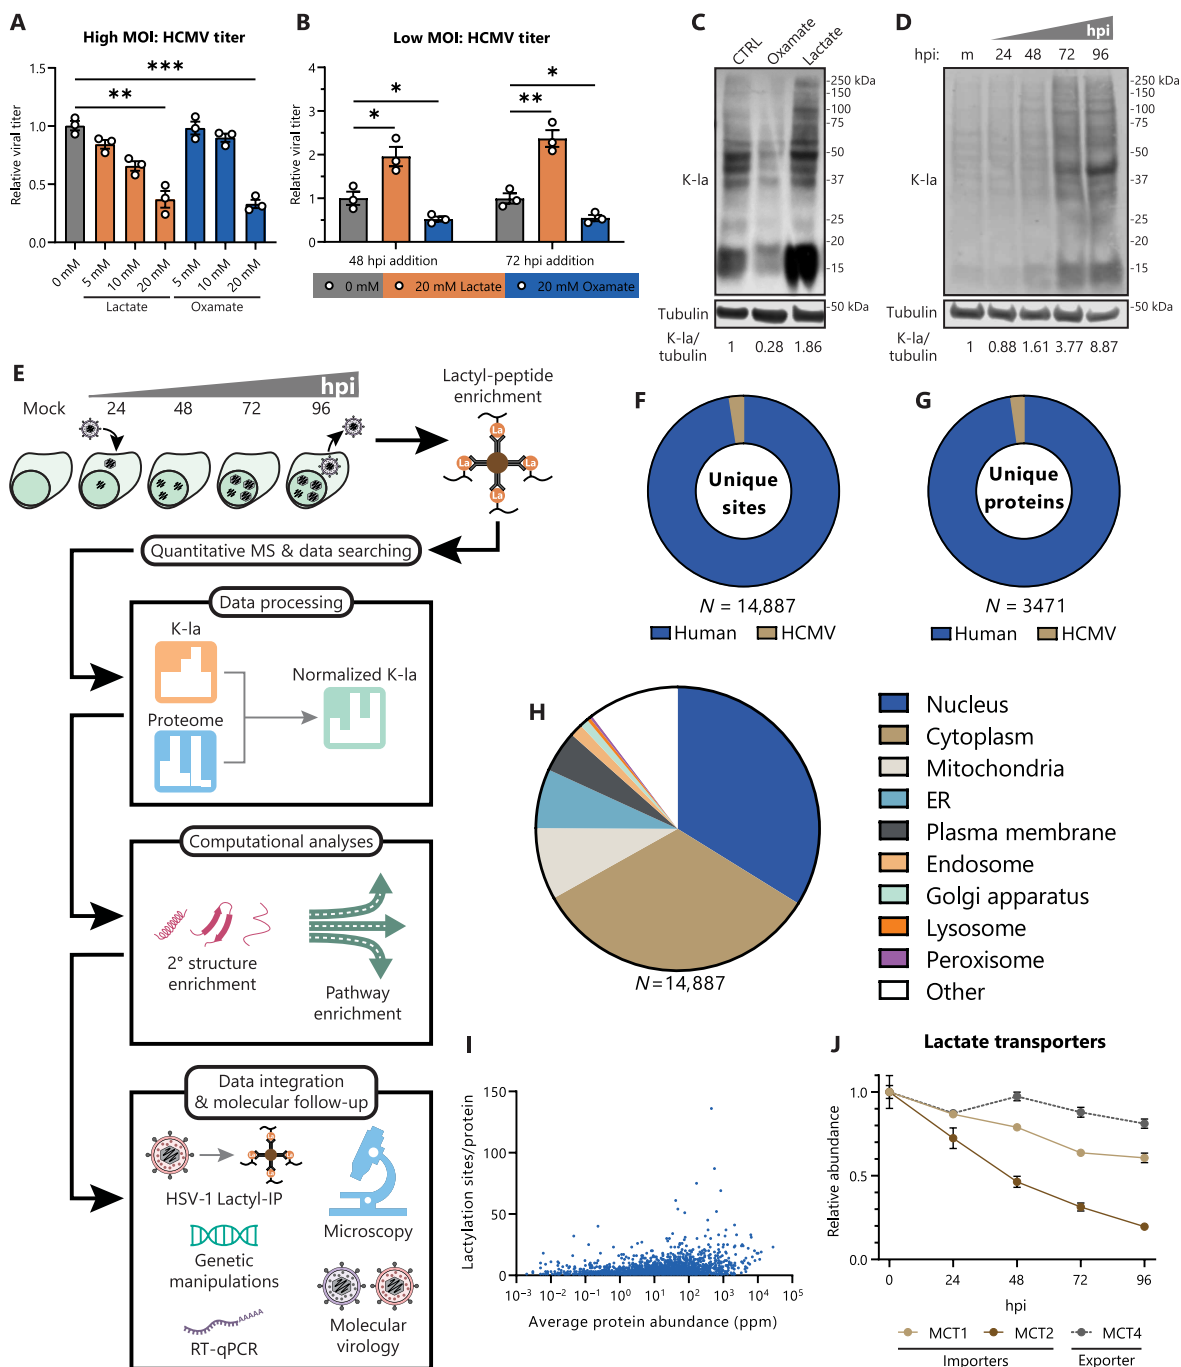 A
High MOI: HCMV titer
Relative viral titer
1.5
1.0
0.5
0.0
***
**
0 mM
5 mM
10 mM
20 mM
5 mM
10 mM
20 mM
Lactate
Oxamate
B
Low MOI: HCMV titer
Relative viral titer
4
3
2
1
0
*
*
*
**
48 hpi addition
72 hpi addition
0 mM
20 mM Lactate
20 mM Oxamate
C
CTRL
Oxamate
Lactate
K-la
-250 kDa
-150
-100
-75
-50
-37
-25
-20
-15
Tubulin
-50 kDa
K-la/
tubulin
1
0.28
1.86
D
hpi
hpi:
m
24
48
72
96
K-la
-250 kDa
-150
-100
-75
-50
-37
-25
-20
-15
Tubulin
-50 kDa
K-la/
tubulin
1
0.88
1.61
3.77
8.87
E
hpi
Mock
24
48
72
96
Lactyl-peptide
enrichment
La
La
La
La
Quantitative MS & data searching
Data processing
K-la
Proteome
Normalized K-la
Computational analyses
2° structure
enrichment
Pathway
enrichment
Data integration
& molecular follow-up
HSV-1 Lactyl-IP
Microscopy
Genetic
manipulations
AAAAA
RT-qPCR
Molecular
virology
F
Unique
sites
N = 14,887
Human
HCMV
G
Unique
proteins
N = 3471
Human
HCMV
H
N=14,887
Nucleus
Cytoplasm
Mitochondria
ER
Plasma membrane
Endosome
Golgi apparatus
Lysosome
Peroxisome
Other
I
Lactylation sites/protein
150
100
50
0
10⁻³
10⁻²
10⁻¹
10⁰
10¹
10²
10³
10⁴
10⁵
Average protein abundance (ppm)
J
Lactate transporters
Relative abundance
1.0
0.5
0.0
0
24
48
72
96
hpi
MCT1
MCT2
MCT4
Importers
Exporter